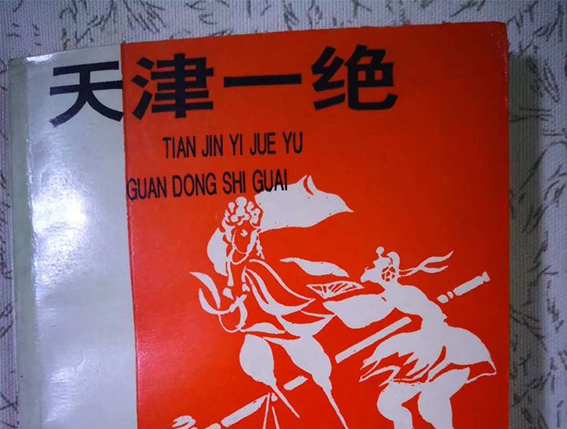 天津一绝
TIAN JIN YI JUE YU
GUAN DONG SHI GUAI